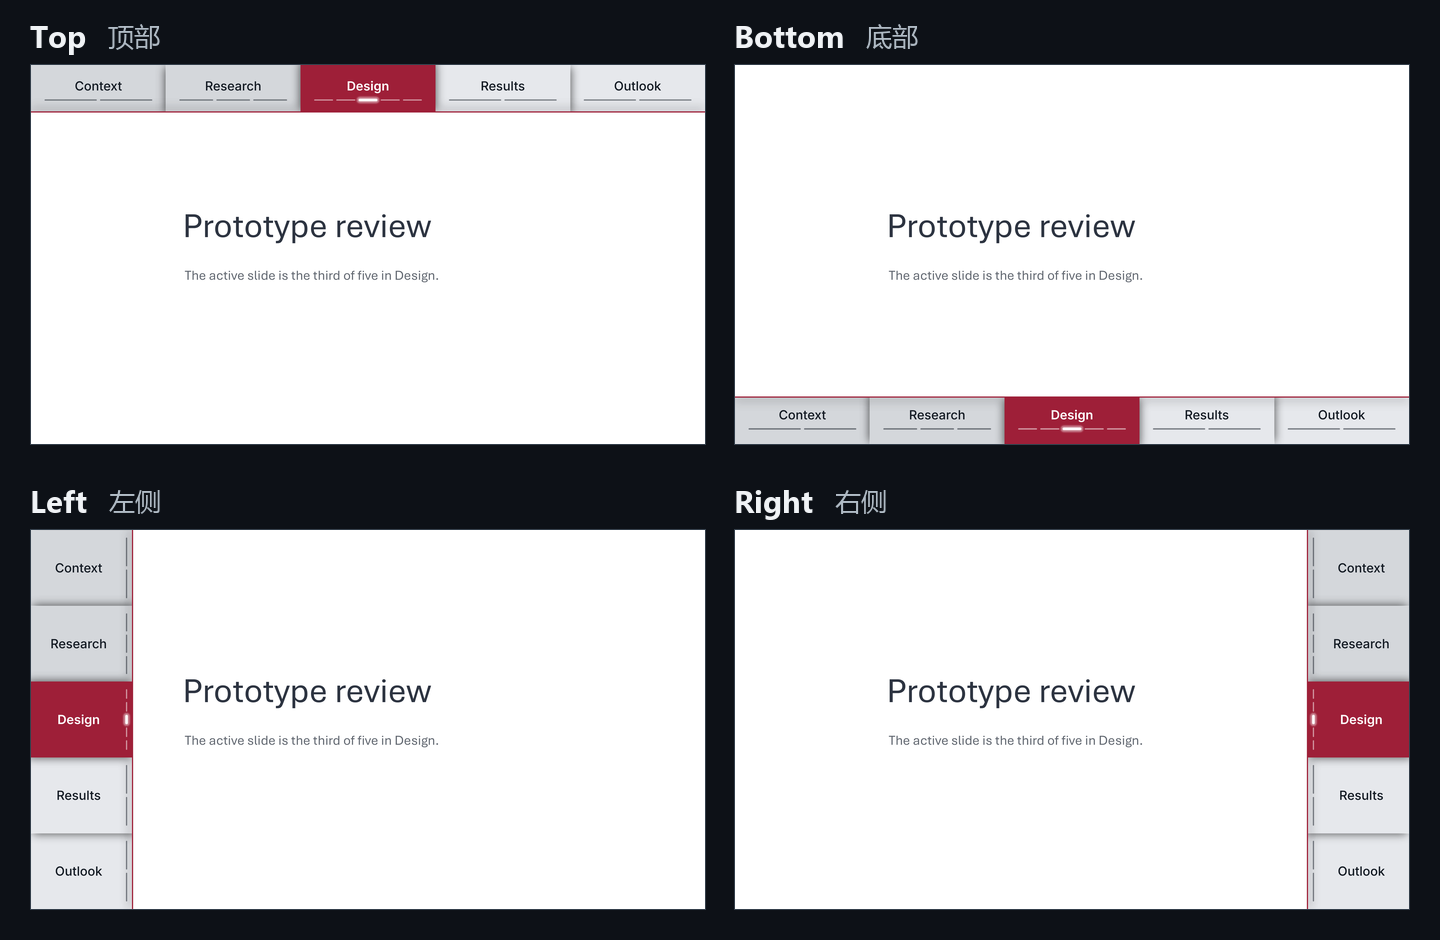 Top 顶部
Context Research Design Results Outlook
Prototype review
The active slide is the third of five in Design.
Bottom 底部
Prototype review
The active slide is the third of five in Design.
Context Research Design Results Outlook
Left 左侧
Context
Research
Design
Results
Outlook
Prototype review
The active slide is the third of five in Design.
Right 右侧
Prototype review
The active slide is the third of five in Design.
Context
Research
Design
Results
Outlook